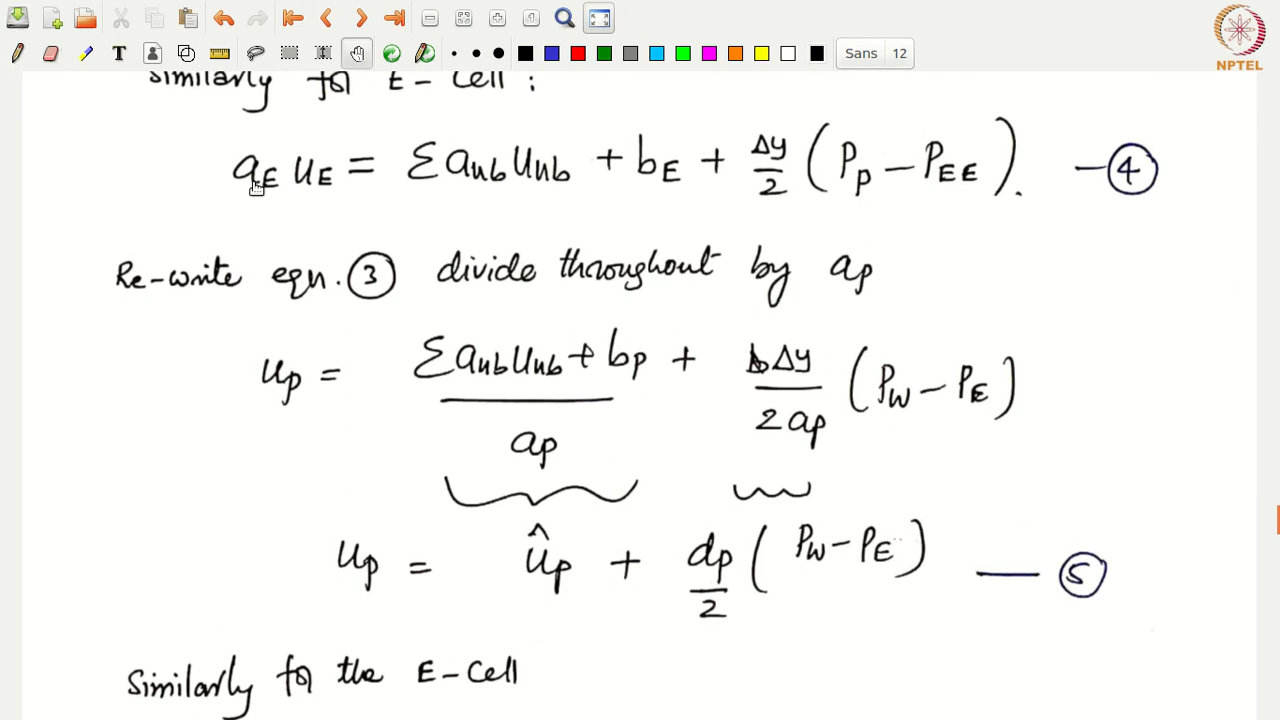 Sans 12
NPTEL
Similarly for E - Cell :
a_E u_E = Σ a_nb u_nb + b_E + Δy/2 ( P_P - P_EE ) . - ④
Re-write eqn. ③ divide throughout by a_p
u_p = (Σ a_nb u_nb + b_p) / a_p + Δy / 2 a_p ( P_W - P_E )
u_p = û_p + d_p/2 ( P_W - P_E ) — ⑤
Similarly for the E-Cell